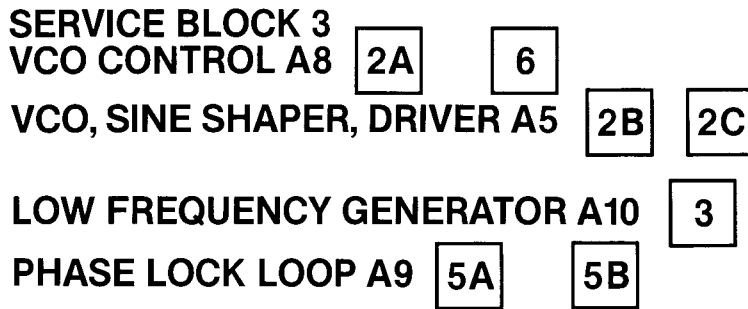 SERVICE BLOCK 3
VCO CONTROL A8 2A 6
VCO, SINE SHAPER, DRIVER A5 2B 2C
LOW FREQUENCY GENERATOR A10 3
PHASE LOCK LOOP A9 5A 5B